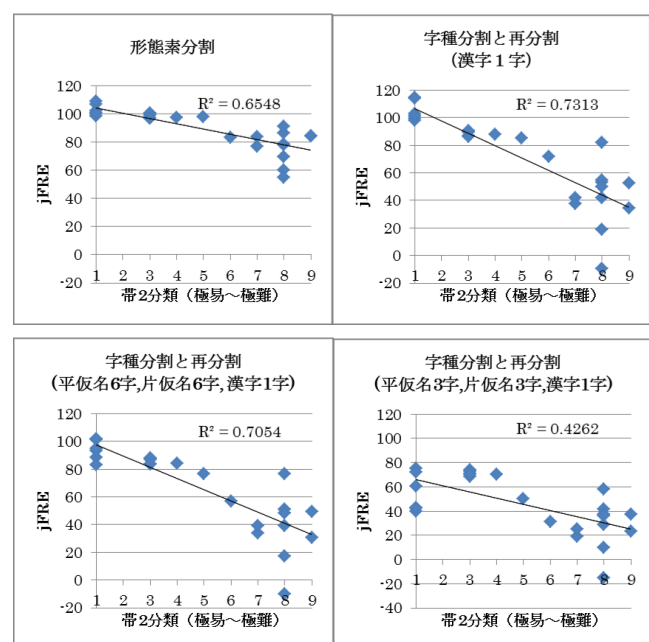 形態素分割
120
100
80
60
40
20
0
-20
jFRE
R² = 0.6548
1 2 3 4 5 6 7 8 9
帯2分類（極易～極難）
字種分割と再分割
(漢字１字)
120
100
80
60
40
20
0
-20
jFRE
R² = 0.7313
1 2 3 4 5 6 7 8 9
帯2分類（極易～極難）
字種分割と再分割
(平仮名6字,片仮名6字,漢字1字)
120
100
80
60
40
20
0
-20
jFRE
R² = 0.7054
1 2 3 4 5 6 7 8 9
帯2分類（極易～極難）
字種分割と再分割
(平仮名3字,片仮名3字,漢字1字)
120
100
80
60
40
20
0
-20
-40
jFRE
R² = 0.4262
1 2 3 4 5 6 7 8 9
帯2分類（極易～極難）